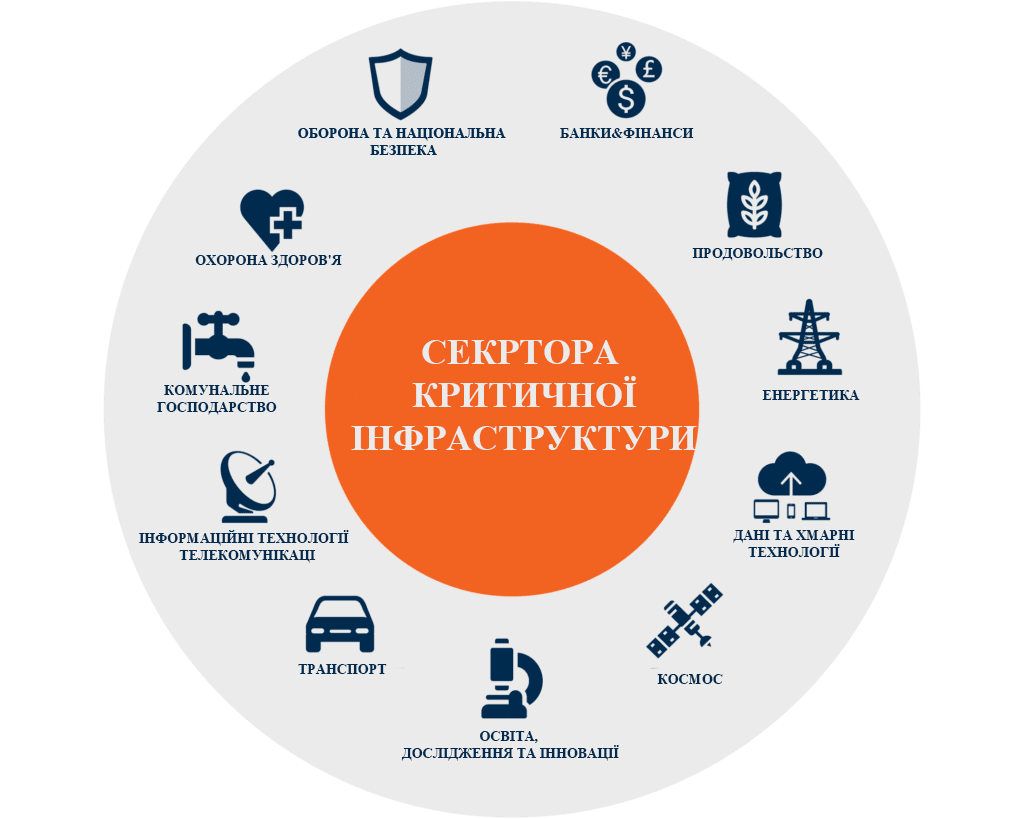 ОБОРОНА ТА НАЦІОНАЛЬНА
БЕЗПЕКА
БАНКИ&ФІНАНСИ
ОХОРОНА ЗДОРОВ'Я
ПРОДОВОЛЬСТВО
СЕКРТОРА
КРИТИЧНОЇ
ІНФРАСТРУКТУРИ
КОМУНАЛЬНЕ
ГОСПОДАРСТВО
ЕНЕРГЕТИКА
ІНФОРМАЦІЙНІ ТЕХНОЛОГІЇ
ТЕЛЕКОМУНІКАЦІ
ДАНІ ТА ХМАРНІ
ТЕХНОЛОГІЇ
ТРАНСПОРТ
КОСМОС
ОСВІТА,
ДОСЛІДЖЕННЯ ТА ІННОВАЦІЇ